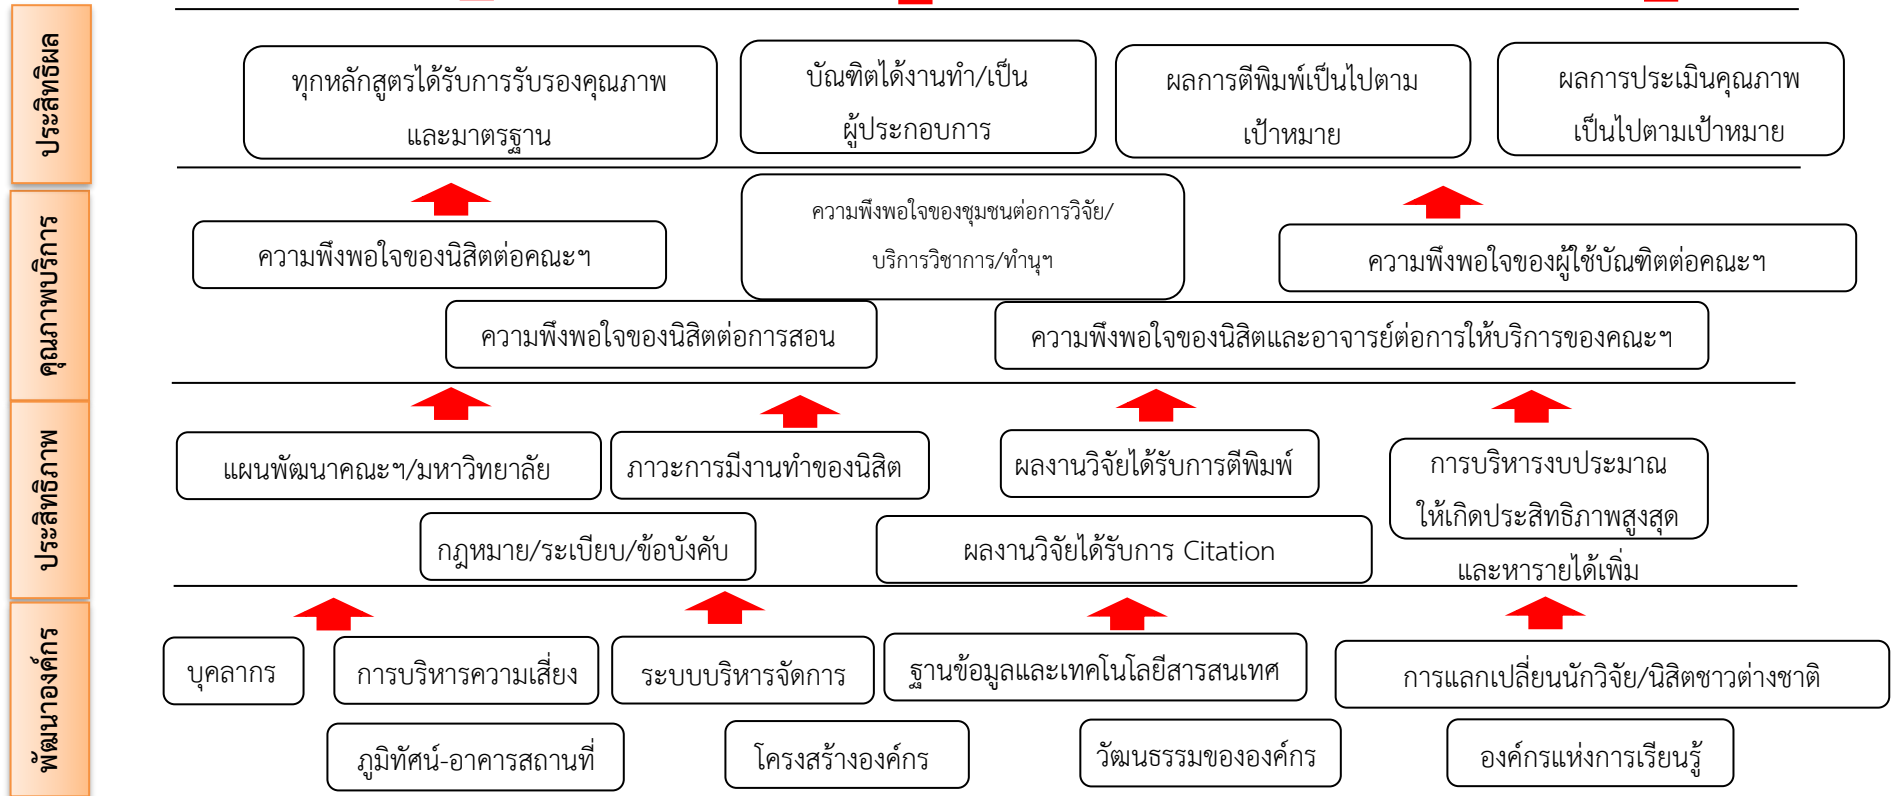 ประสิทธิผล
ทุกหลักสูตรได้รับการรับรองคุณภาพ
และมาตรฐาน
บัณฑิตได้งานทำ/เป็น
ผู้ประกอบการ
ผลการตีพิมพ์เป็นไปตาม
เป้าหมาย
ผลการประเมินคุณภาพ
เป็นไปตามเป้าหมาย
คุณภาพบริการ
ความพึงพอใจของนิสิตต่อคณะฯ
ความพึงพอใจของชุมชนต่อการวิจัย/
บริการวิชาการ/ทำนุฯ
ความพึงพอใจของผู้ใช้บัณฑิตต่อคณะฯ
ความพึงพอใจของนิสิตต่อการสอน
ความพึงพอใจของนิสิตและอาจารย์ต่อการให้บริการของคณะฯ
ประสิทธิภาพ
แผนพัฒนาคณะฯ/มหาวิทยาลัย
ภาวะการมีงานทำของนิสิต
ผลงานวิจัยได้รับการตีพิมพ์
การบริหารงบประมาณ
ให้เกิดประสิทธิภาพสูงสุด
และหารายได้เพิ่ม
กฎหมาย/ระเบียบ/ข้อบังคับ
ผลงานวิจัยได้รับการ Citation
พัฒนาองค์กร
บุคลากร
การบริหารความเสี่ยง
ระบบบริหารจัดการ
ฐานข้อมูลและเทคโนโลยีสารสนเทศ
การแลกเปลี่ยนนักวิจัย/นิสิตชาวต่างชาติ
ภูมิทัศน์-อาคารสถานที่
โครงสร้างองค์กร
วัฒนธรรมขององค์กร
องค์กรแห่งการเรียนรู้